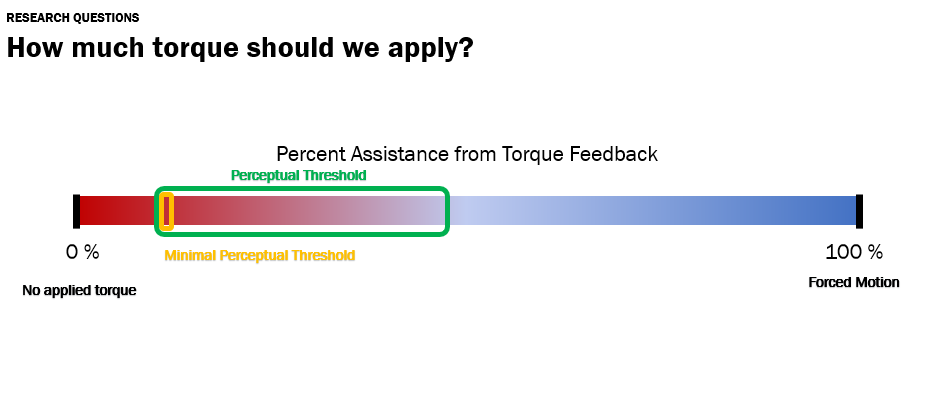 RESEARCH QUESTIONS
How much torque should we apply?
Percent Assistance from Torque Feedback
Perceptual Threshold
0 %
Minimal Perceptual Threshold
100 %
No applied torque
Forced Motion